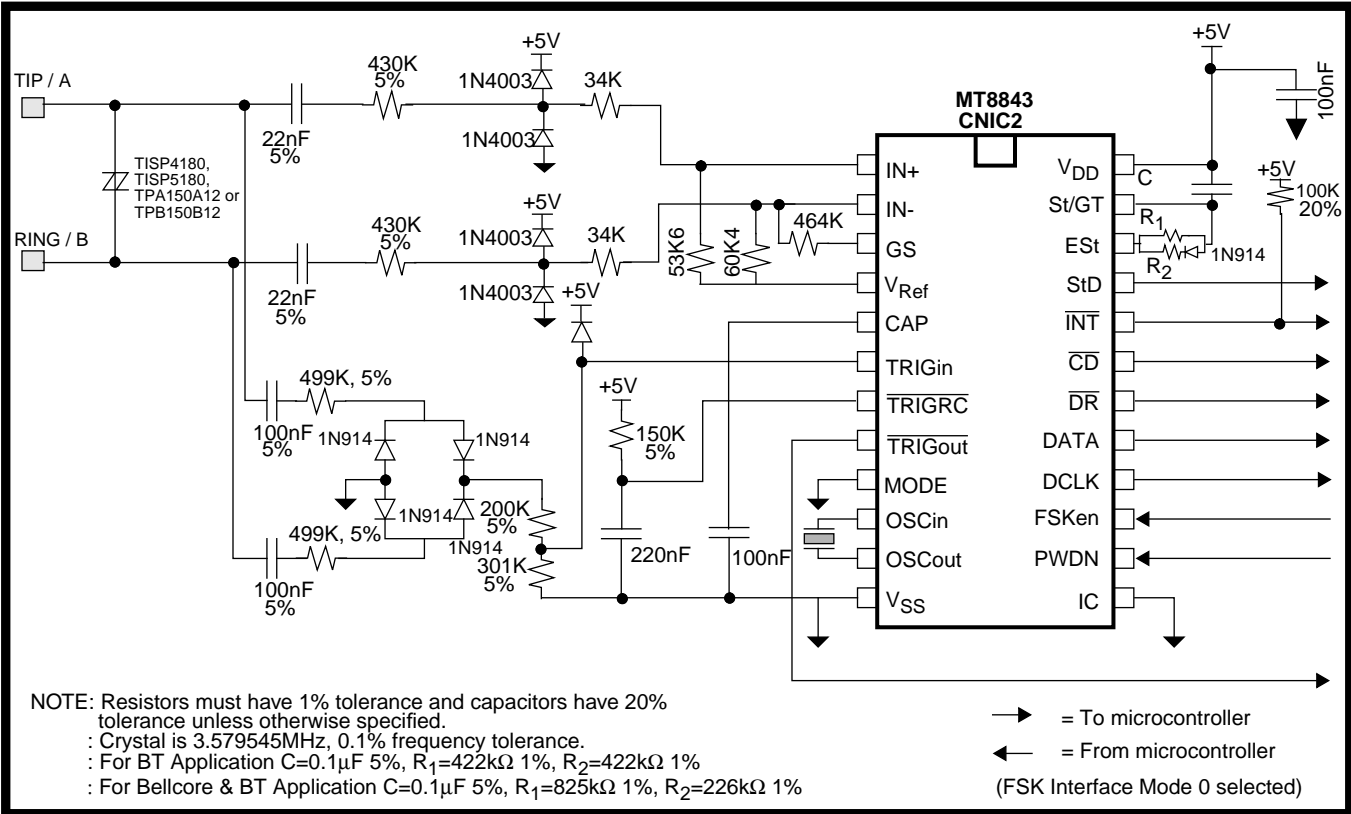 +5V
TIP / A
430K
5%
1N4003
34K
22nF
5%
1N4003
TISP4180,
TISP5180,
TPA150A12 or
TPB150B12
+5V
RING / B
430K
5%
1N4003
34K
22nF
5%
1N4003
+5V
53K6
60K4
464K
499K, 5%
100nF
5%
1N914
1N914
+5V
150K
5%
1N914
200K
5%
499K, 5%
1N914
301K
5%
100nF
5%
220nF
100nF
MT8843
CNIC2
IN+
IN-
GS
VRef
CAP
TRIGin
TRIGRC
TRIGout
MODE
OSCin
OSCout
VSS
VDD
St/GT
ESt
StD
INT
CD
DR
DATA
DCLK
FSKen
PWDN
IC
+5V
100nF
C
+5V
100K
20%
R1
1N914
R2
NOTE: Resistors must have 1% tolerance and capacitors have 20%
tolerance unless otherwise specified.
: Crystal is 3.579545MHz, 0.1% frequency tolerance.
: For BT Application C=0.1µF 5%, R1=422kΩ 1%, R2=422kΩ 1%
: For Bellcore & BT Application C=0.1µF 5%, R1=825kΩ 1%, R2=226kΩ 1%
= To microcontroller
= From microcontroller
(FSK Interface Mode 0 selected)